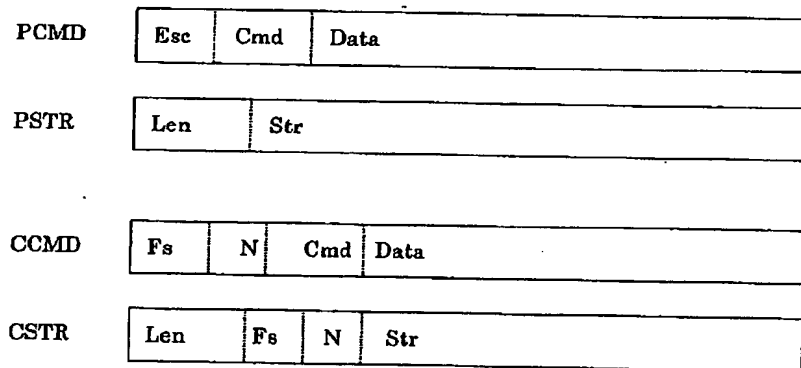 PCMD Esc Cmd Data
PSTR Len Str
CCMD Fs N Cmd Data
CSTR Len Fs N Str